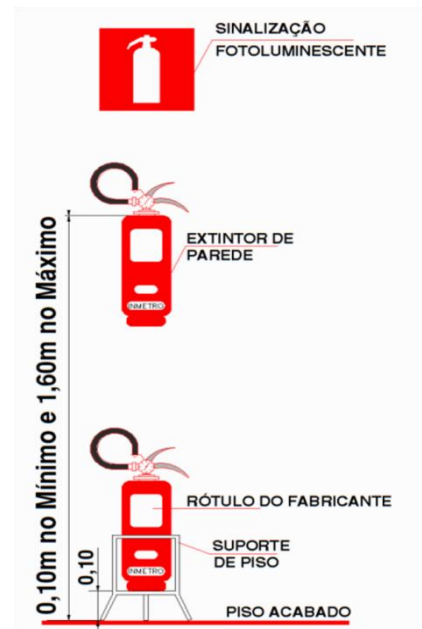 SINALIZAÇÃO
FOTOLUMINESCENTE
EXTINTOR DE
PAREDE
INMETRO
0,10m no Mínimo e 1,60m no Máximo
RÓTULO DO FABRICANTE
SUPORTE
DE PISO
INMETRO
0,10
PISO ACABADO